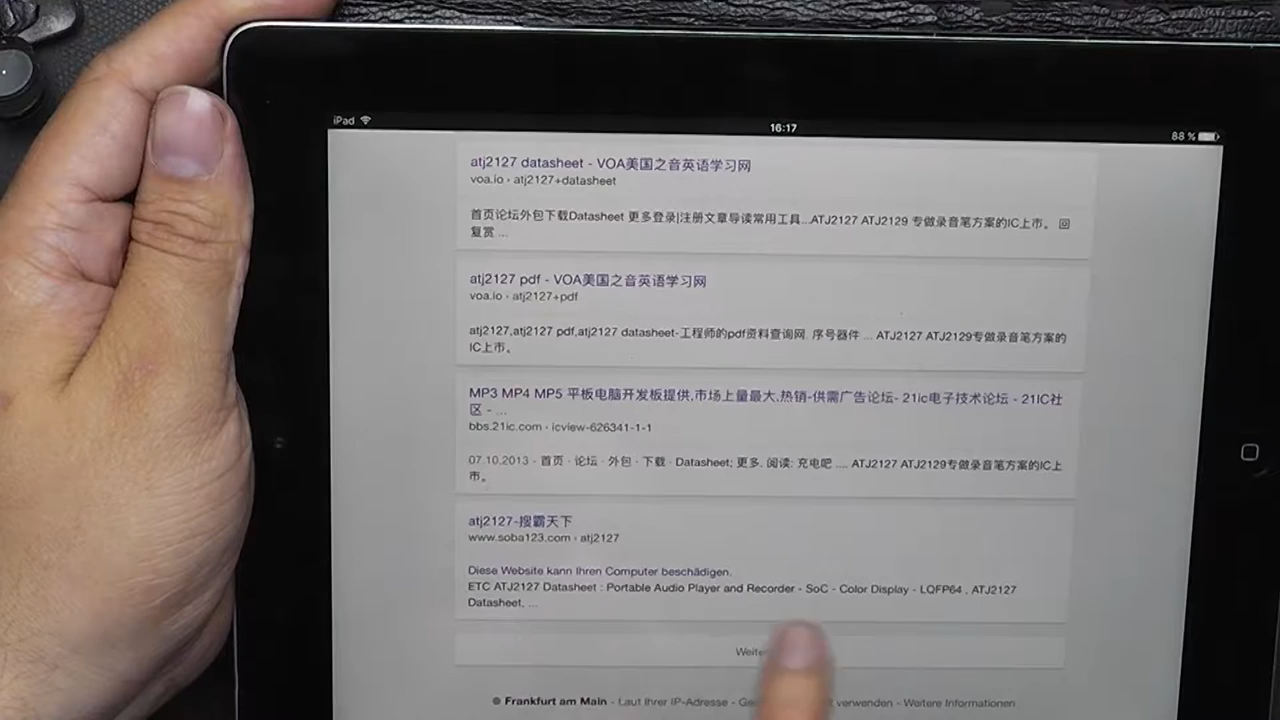 iPad
16:17
88 %
atj2127 datasheet - VOA美国之音英语学习网
voa.io › atj2127+datasheet
首页论坛外包下载Datasheet 更多登录|注册文章导读常用工具...ATJ2127 ATJ2129 专做录音笔方案的IC上市。 回
复赏 ...
atj2127 pdf - VOA美国之音英语学习网
voa.io › atj2127+pdf
atj2127,atj2127 pdf,atj2127 datasheet-工程师的pdf资料查询网. 序号器件 ... ATJ2127 ATJ2129专做录音笔方案的
IC上市。
MP3 MP4 MP5 平板电脑开发板提供,市场上量最大,热销-供需广告论坛- 21ic电子技术论坛 - 21IC社
区 - ...
bbs.21ic.com › icview-626341-1-1
07.10.2013 - 首页 · 论坛 · 外包 · 下载 · Datasheet; 更多. 阅读: 充电吧 .... ATJ2127 ATJ2129专做录音笔方案的IC上
市。
atj2127-搜霸天下
www.soba123.com › atj2127
Diese Website kann Ihren Computer beschädigen.
ETC ATJ2127 Datasheet : Portable Audio Player and Recorder - SoC - Color Display - LQFP64 , ATJ2127
Datasheet, ...
Frankfurt am Main - Laut Ihrer IP-Adresse - verwenden - Weitere Informationen